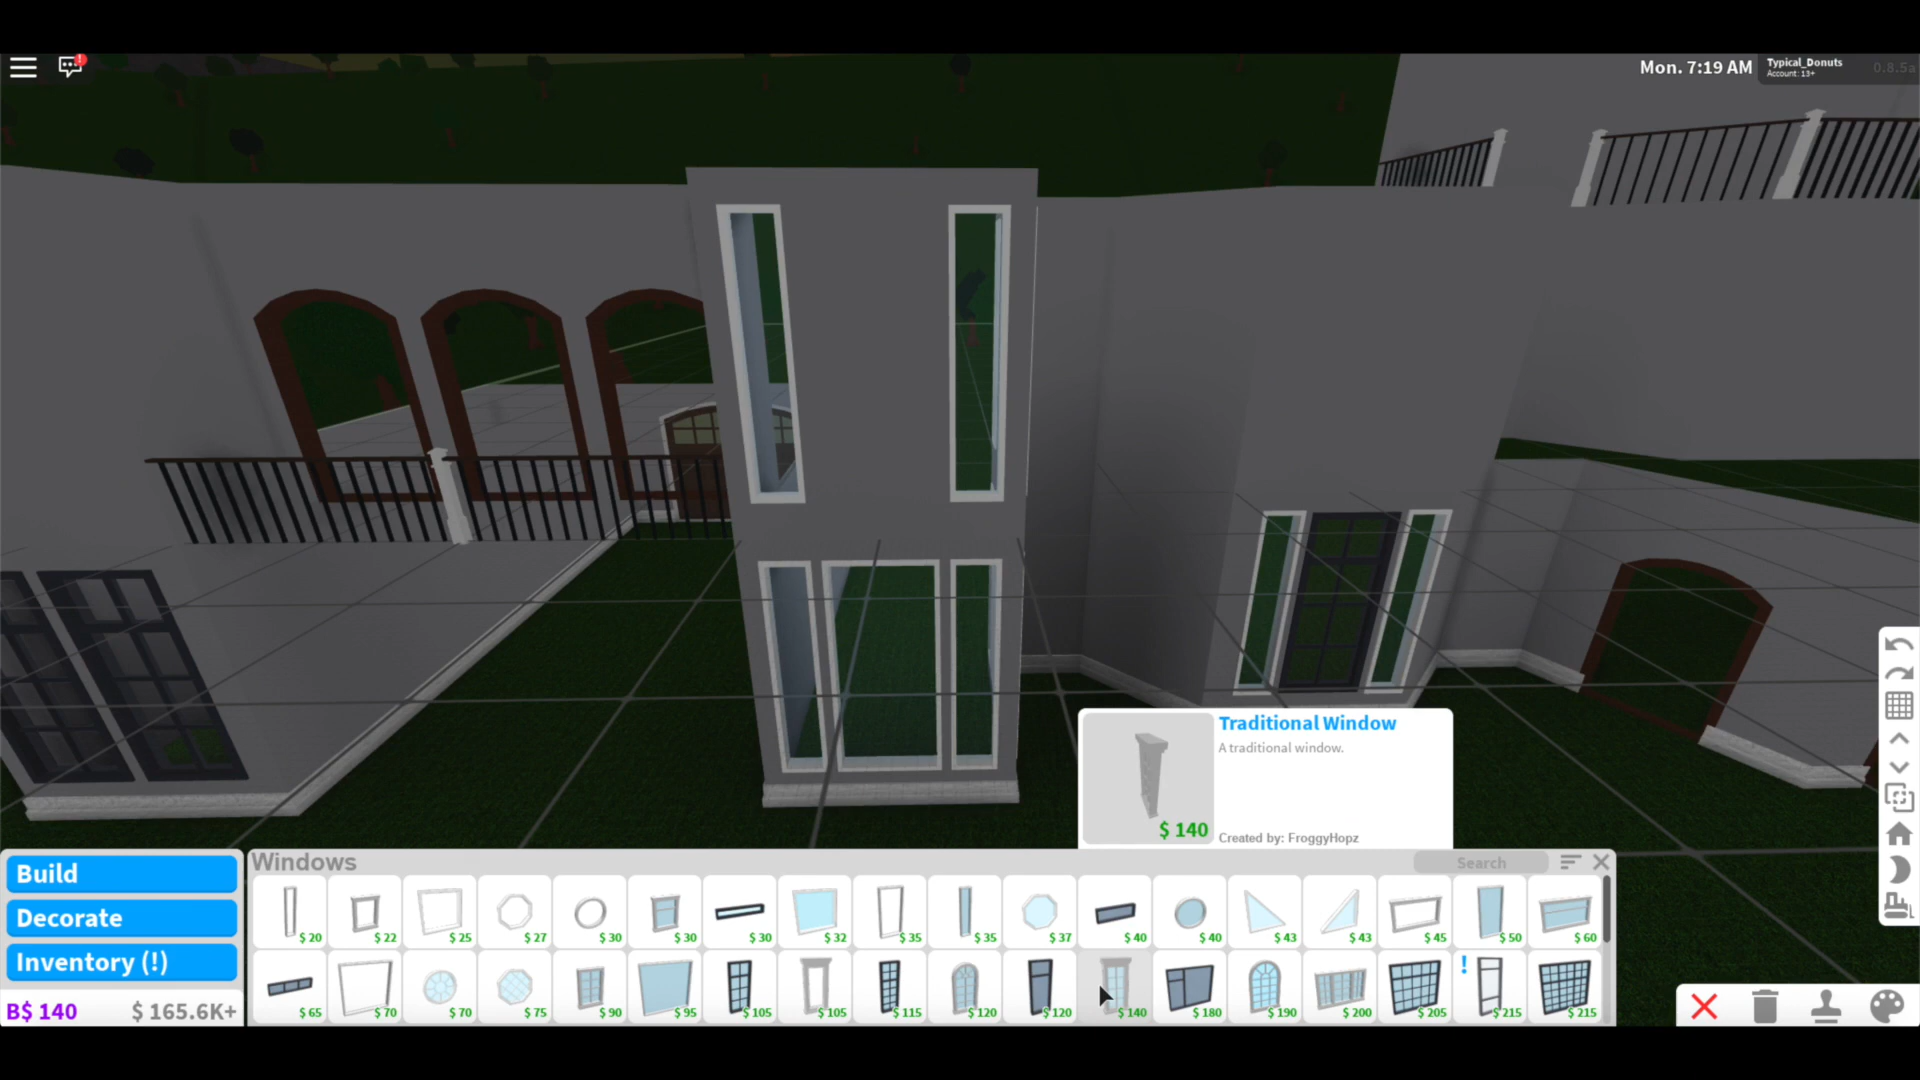 Mon. 7:19 AM
Typical_Donuts
Account: 13+
0.8.5a
Traditional Window
A traditional window.
$ 140
Created by: FroggyHopz
Build
Decorate
Inventory (!)
B$ 140
$ 165.6K+
Windows
Search
$ 20
$ 22
$ 25
$ 27
$ 30
$ 30
$ 30
$ 32
$ 35
$ 35
$ 37
$ 40
$ 40
$ 43
$ 43
$ 45
$ 50
$ 60
$ 65
$ 70
$ 70
$ 75
$ 90
$ 95
$ 105
$ 105
$ 115
$ 120
$ 120
$ 140
$ 180
$ 190
$ 200
$ 205
!
$ 215
$ 215